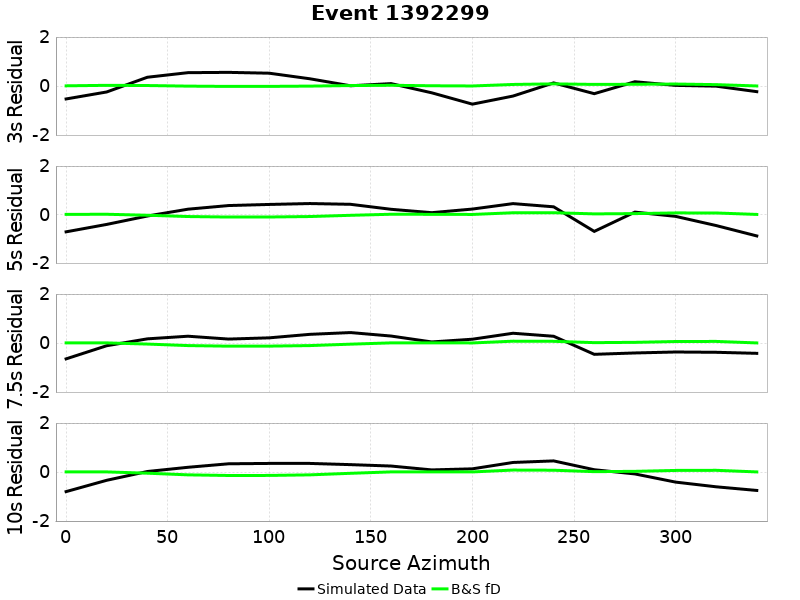 Event 1392299
2
0
-2
3s Residual
2
0
-2
5s Residual
2
0
-2
7.5s Residual
2
0
-2
10s Residual
0 50 100 150 200 250 300
Source Azimuth
Simulated Data B&S fD